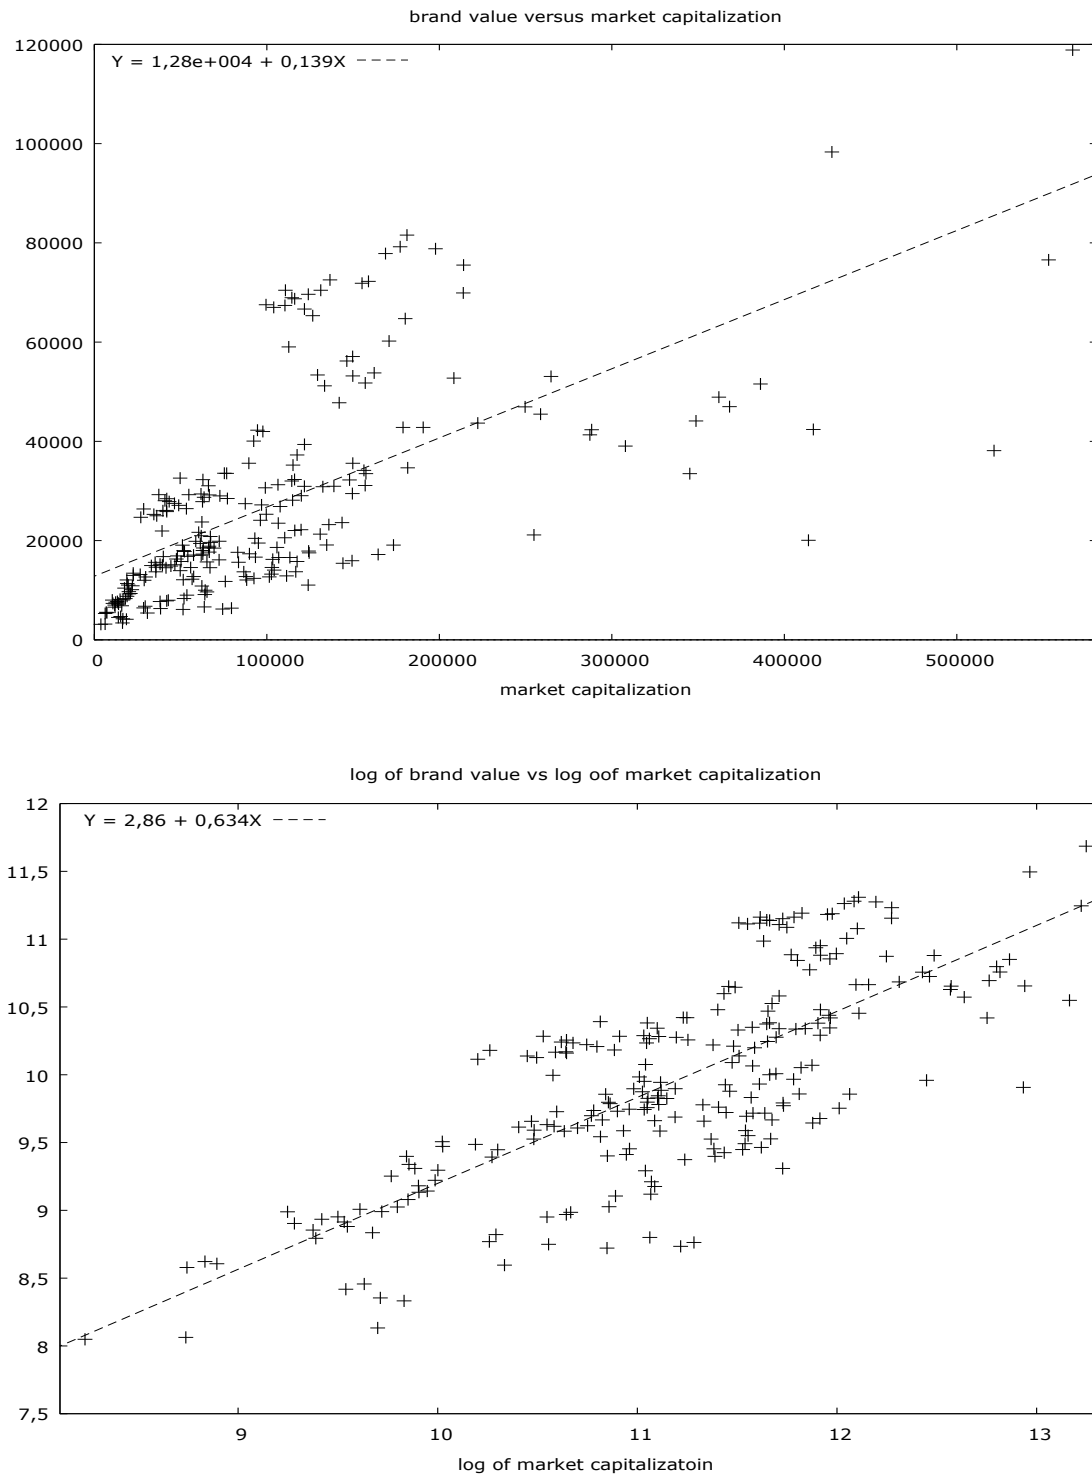 brand value versus market capitalization
Y = 1,28e+004 + 0,139X
120000
100000
80000
60000
40000
20000
0
0 100000 200000 300000 400000 500000
market capitalization
log of brand value vs log oof market capitalization
Y = 2,86 + 0,634X
12
11,5
11
10,5
10
9,5
9
8,5
8
7,5
9 10 11 12 13
log of market capitalizatoin